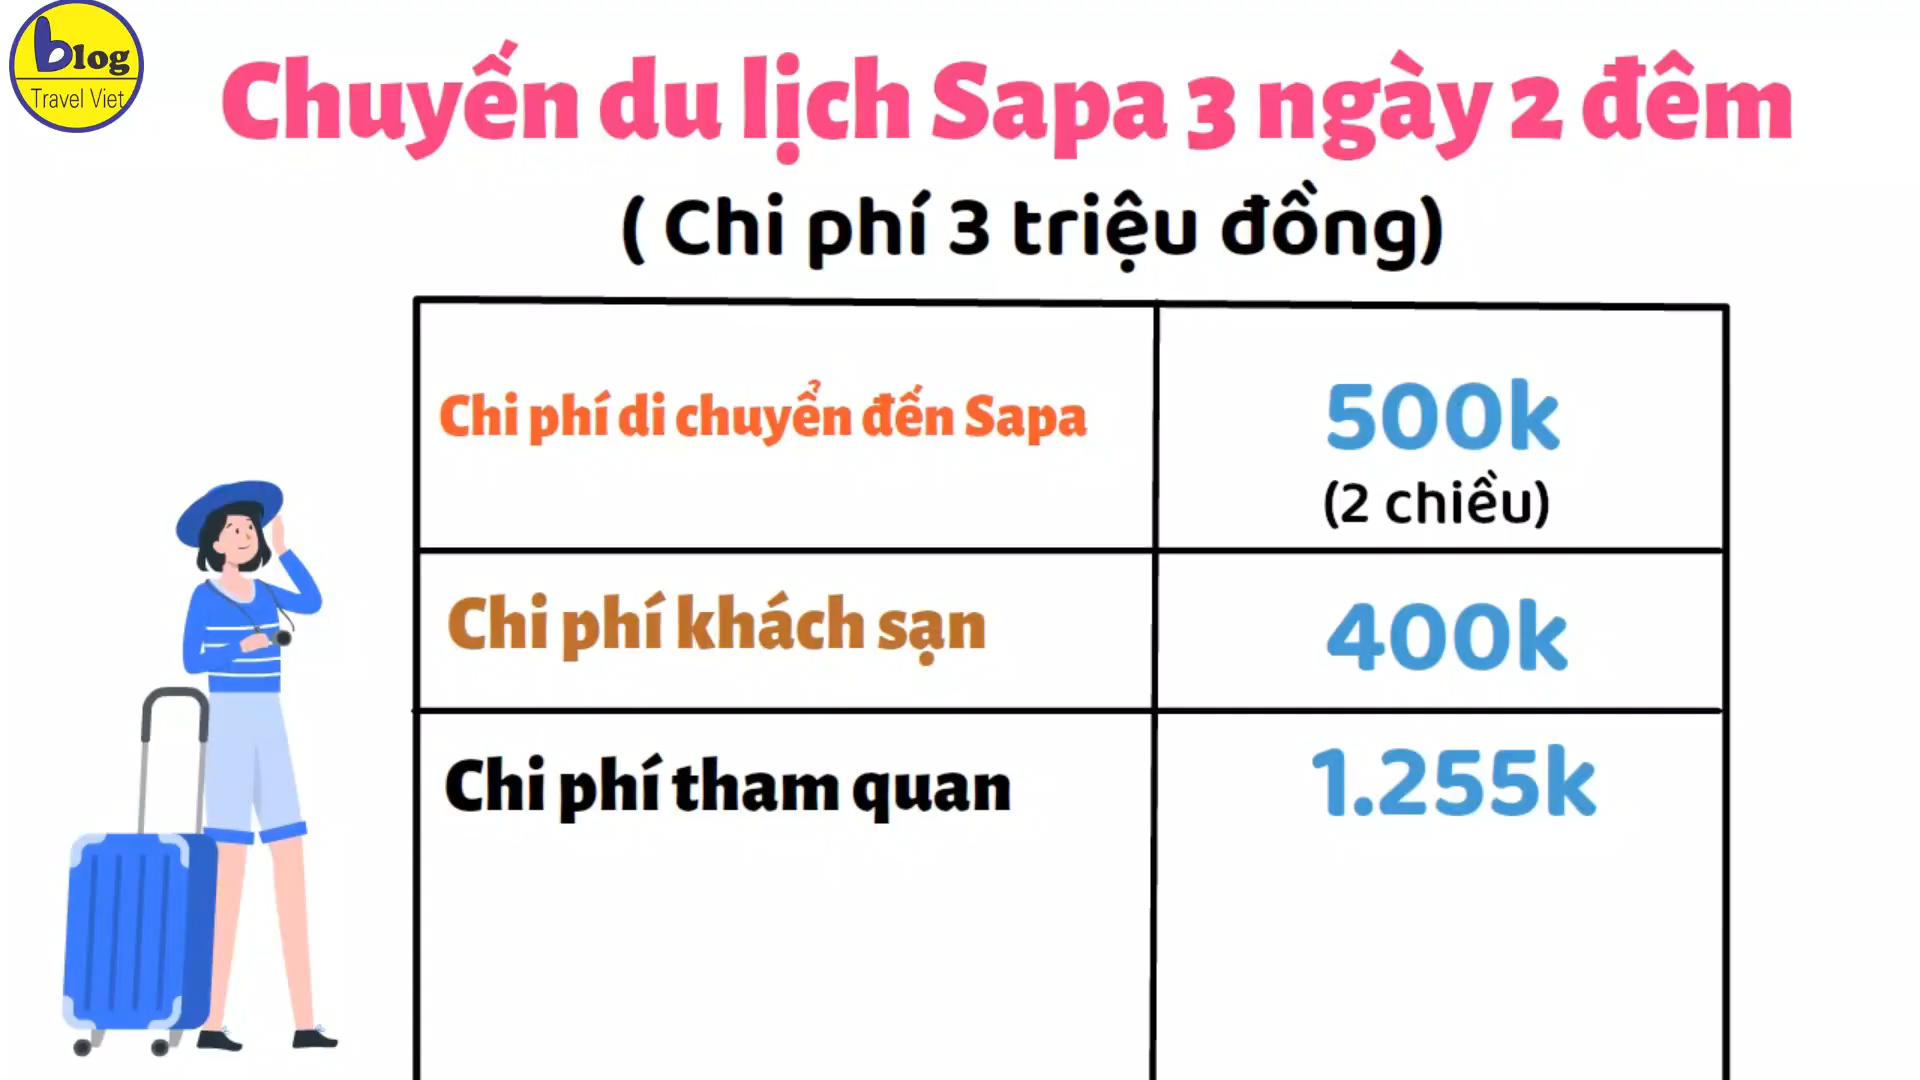 blog
Travel Viet
Chuyến du lịch Sapa 3 ngày 2 đêm
( Chi phí 3 triệu đồng)
Chi phí di chuyển đến Sapa
500k
(2 chiều)
Chi phí khách sạn
400k
Chi phí tham quan
1.255k